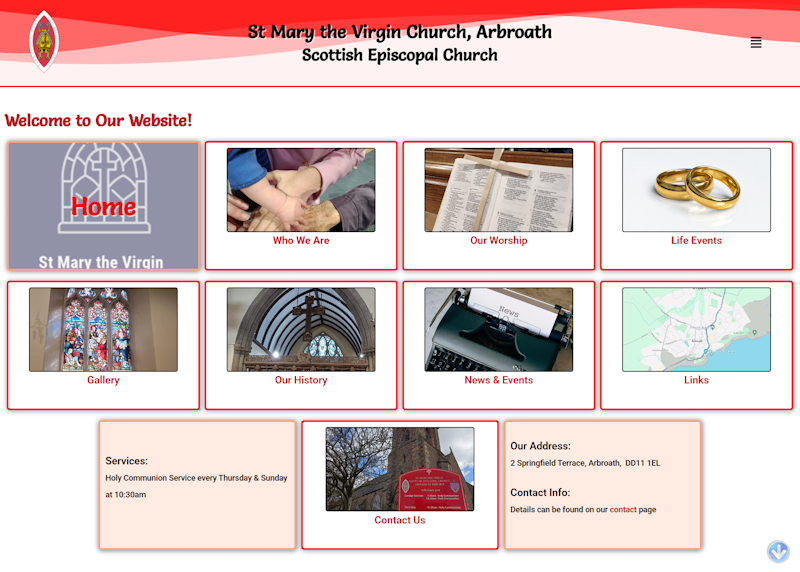 St Mary the Virgin Church, Arbroath
Scottish Episcopal Church
Welcome to Our Website!
Home
St Mary the Virgin
Who We Are
Our Worship
Life Events
News
Gallery
Our History
News & Events
Links
Services:
Holy Communion Service every Thursday & Sunday
at 10:30am
Contact Us
Our Address:
2 Springfield Terrace, Arbroath, DD11 1EL
Contact Info:
Details can be found on our contact page